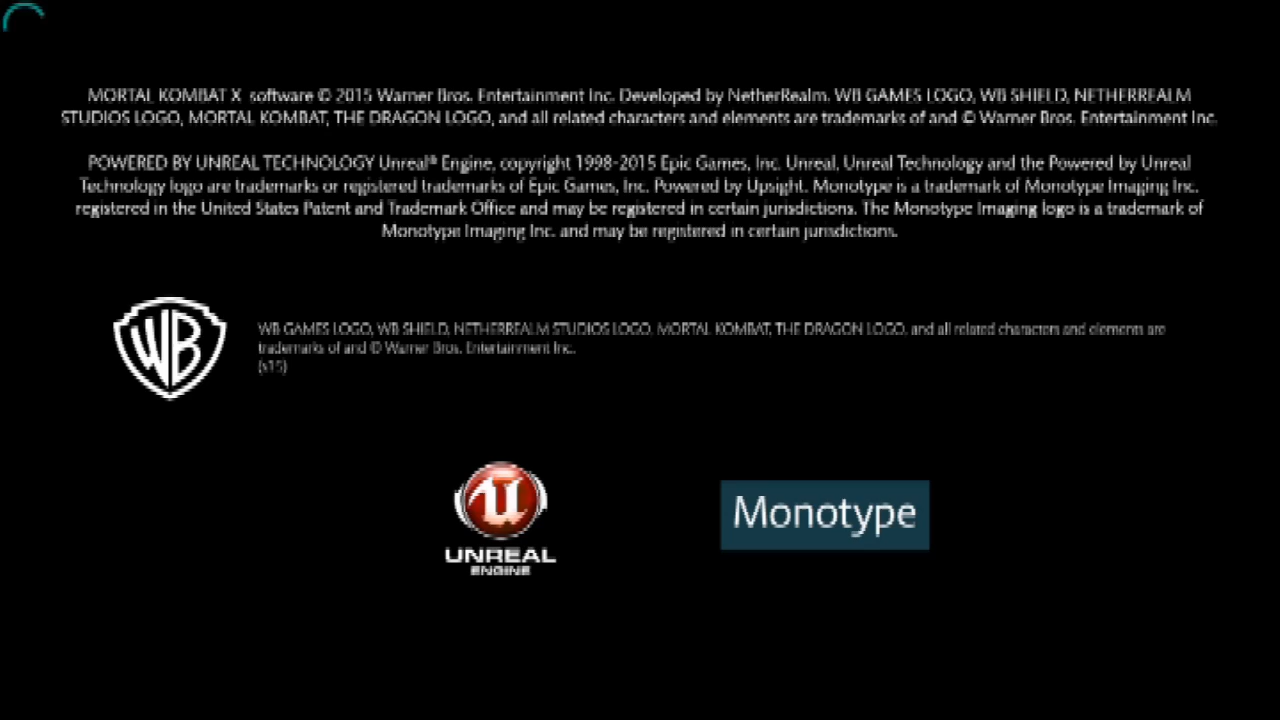 MORTAL KOMBAT X software © 2015 Warner Bros. Entertainment Inc. Developed by NetherRealm. WB GAMES LOGO, WB SHIELD, NETHERREALM
STUDIOS LOGO, MORTAL KOMBAT, THE DRAGON LOGO, and all related characters and elements are trademarks of and © Warner Bros. Entertainment Inc.
POWERED BY UNREAL TECHNOLOGY Unreal® Engine, copyright 1998-2015 Epic Games, Inc. Unreal, Unreal Technology and the Powered by Unreal
Technology logo are trademarks or registered trademarks of Epic Games, Inc. Powered by Upsight. Monotype is a trademark of Monotype Imaging Inc.
registered in the United States Patent and Trademark Office and may be registered in certain jurisdictions. The Monotype Imaging logo is a trademark of
Monotype Imaging Inc. and may be registered in certain jurisdictions.
WB
WB GAMES LOGO, WB SHIELD, NETHERREALM STUDIOS LOGO, MORTAL KOMBAT, THE DRAGON LOGO, and all related characters and elements are
trademarks of and © Warner Bros. Entertainment Inc.
(s15)
UNREAL
ENGINE
Monotype